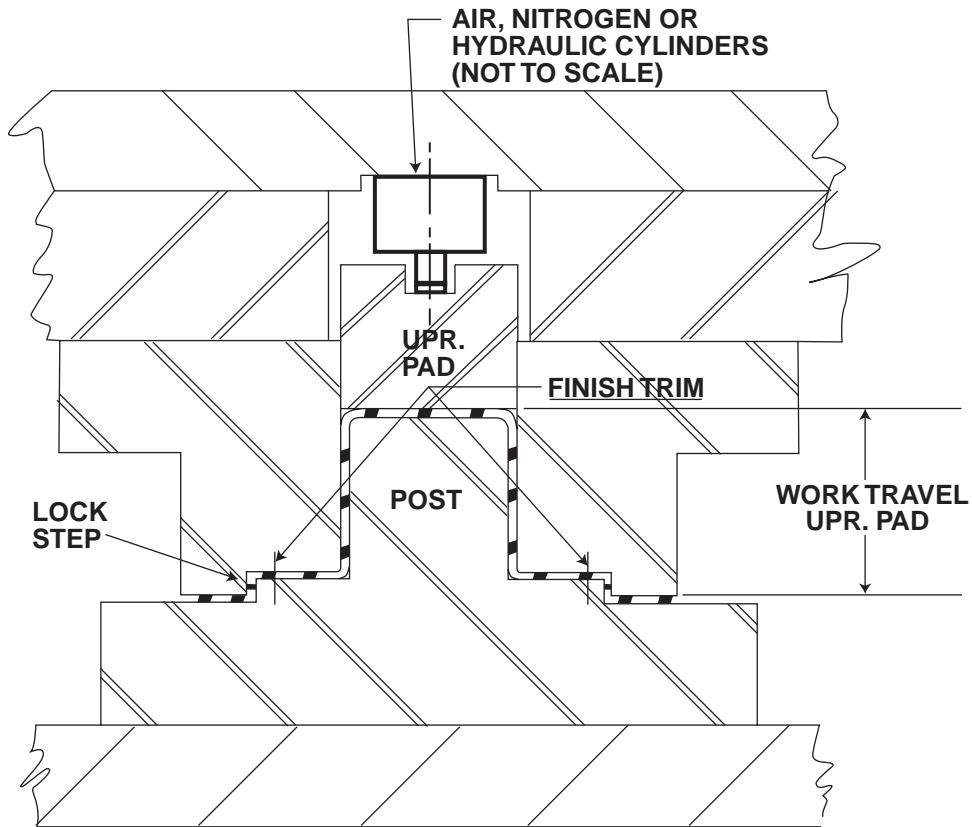 AIR, NITROGEN OR
HYDRAULIC CYLINDERS
(NOT TO SCALE)
UPR.
PAD
FINISH TRIM
POST
LOCK
STEP
WORK TRAVEL
UPR. PAD